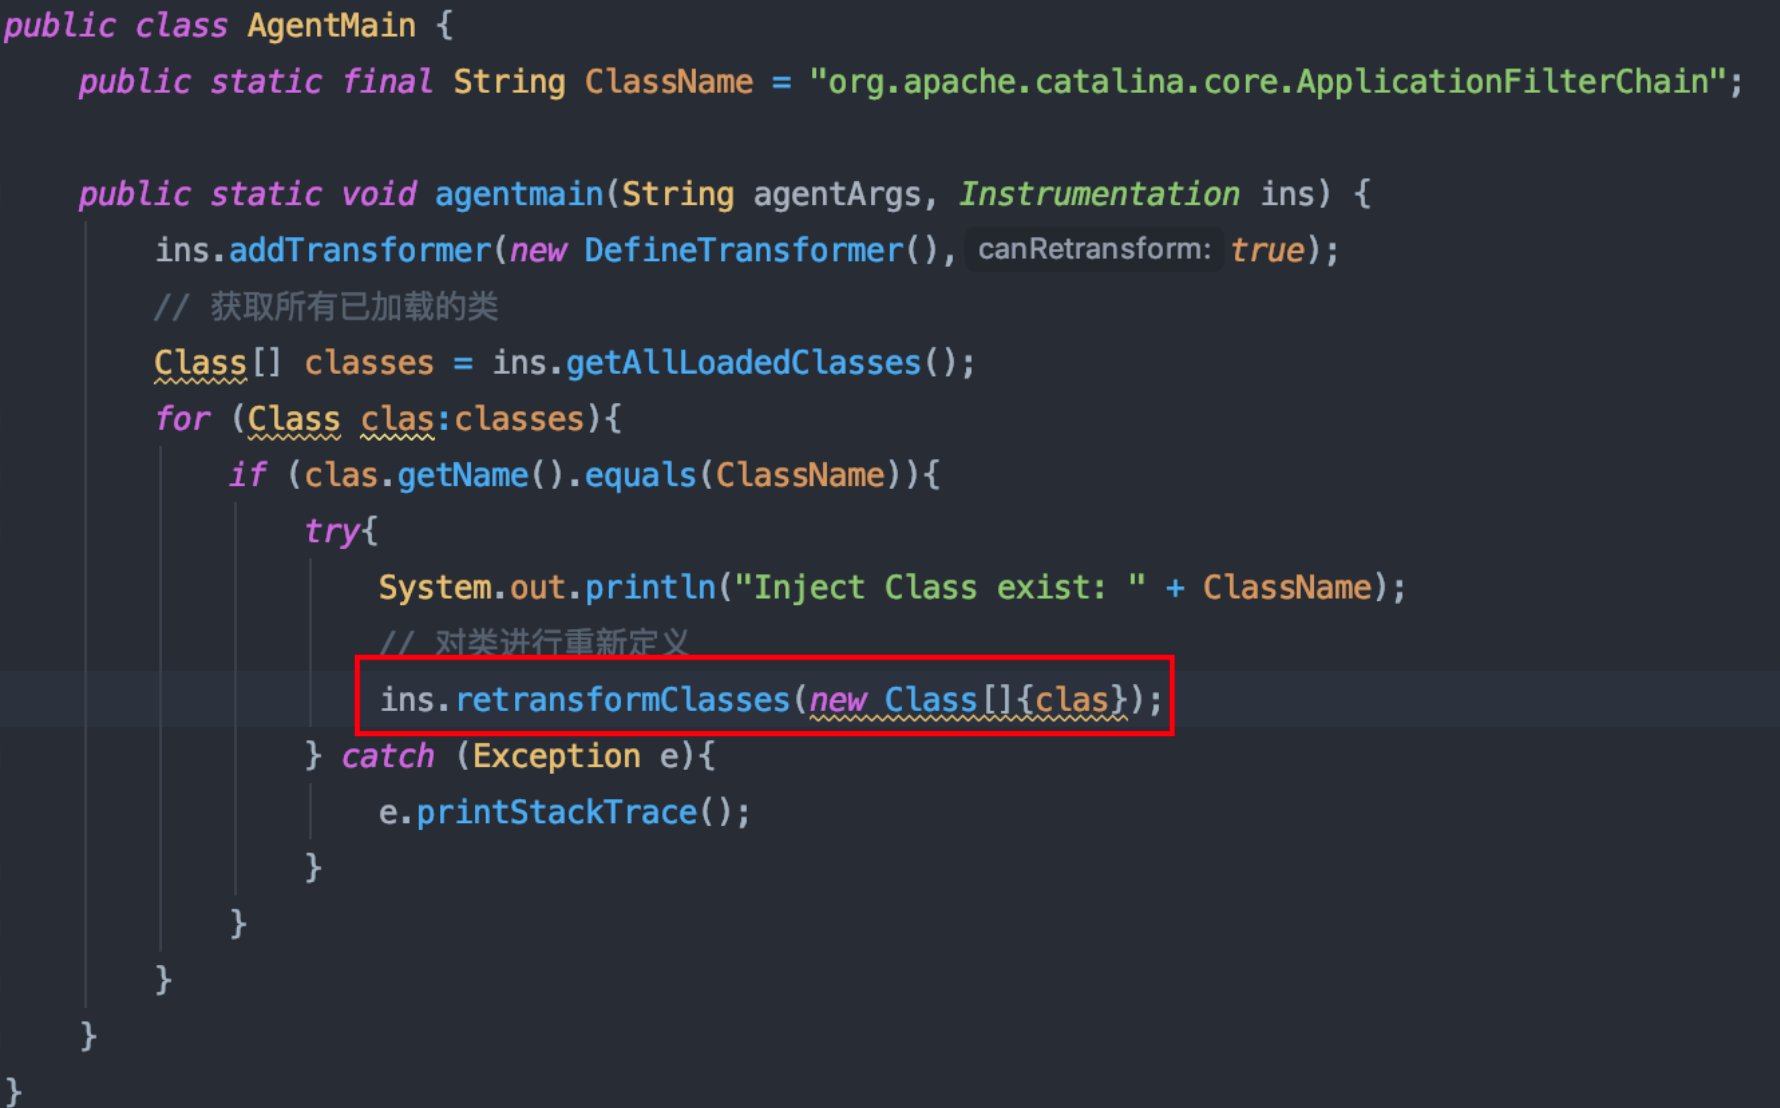 public class AgentMain {
public static final String ClassName = "org.apache.catalina.core.ApplicationFilterChain";
public static void agentmain(String agentArgs, Instrumentation ins) {
ins.addTransformer(new DefineTransformer(), canRetransform: true);
// 获取所有已加载的类
Class[] classes = ins.getAllLoadedClasses();
for (Class clas:classes){
if (clas.getName().equals(ClassName)){
try{
System.out.println("Inject Class exist: " + ClassName);
// 对类进行重新定义
ins.retransformClasses(new Class[]{clas});
} catch (Exception e){
e.printStackTrace();
}
}
}
}
}